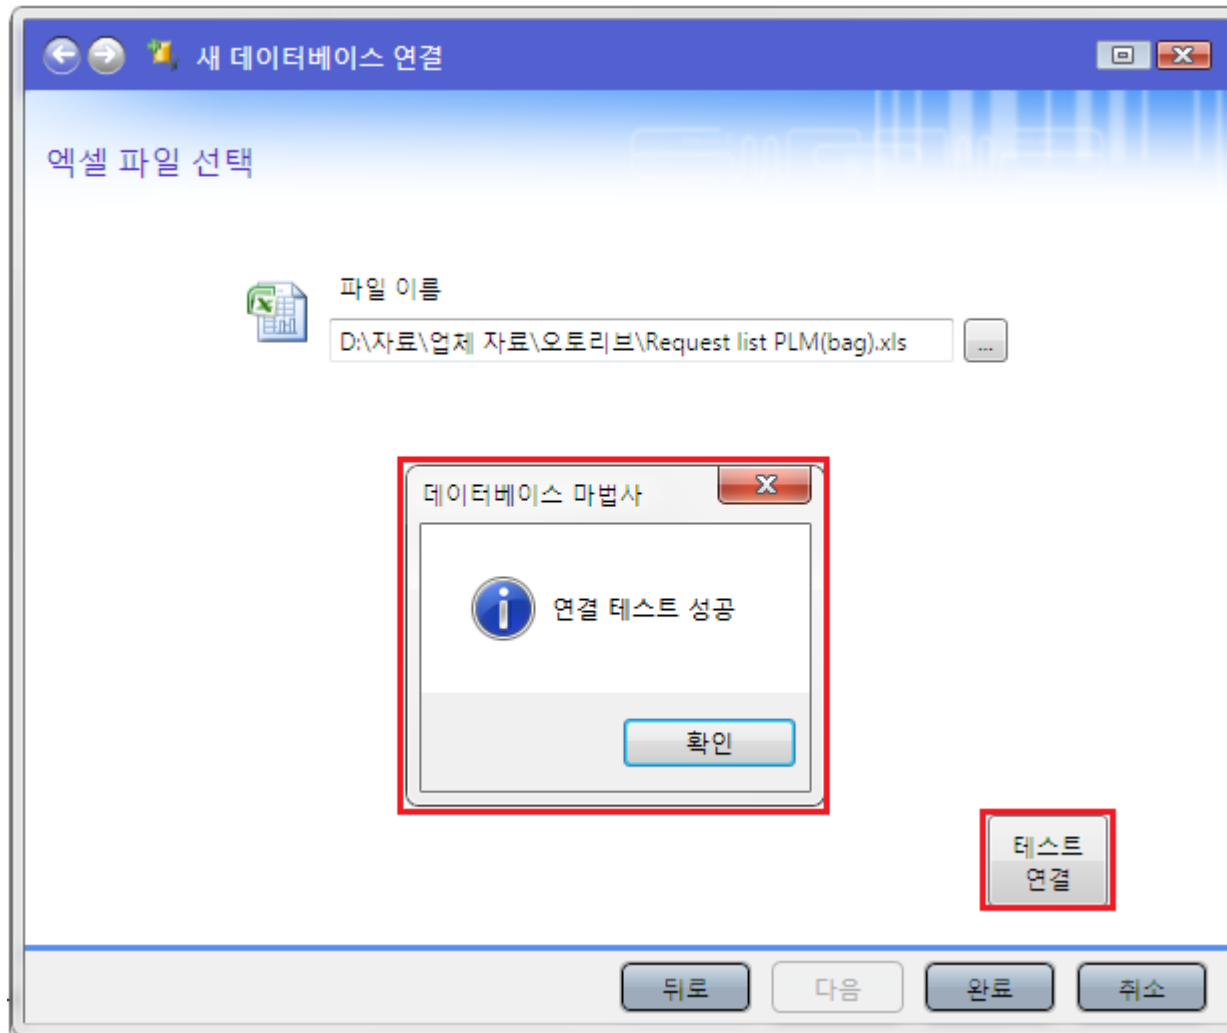 새 데이터베이스 연결
엑셀 파일 선택
파일 이름
D:\자료\업체 자료\오토리브\Request list PLM(bag).xls
...
데이터베이스 마법사
연결 테스트 성공
확인
테스트
연결
뒤로
다음
완료
취소